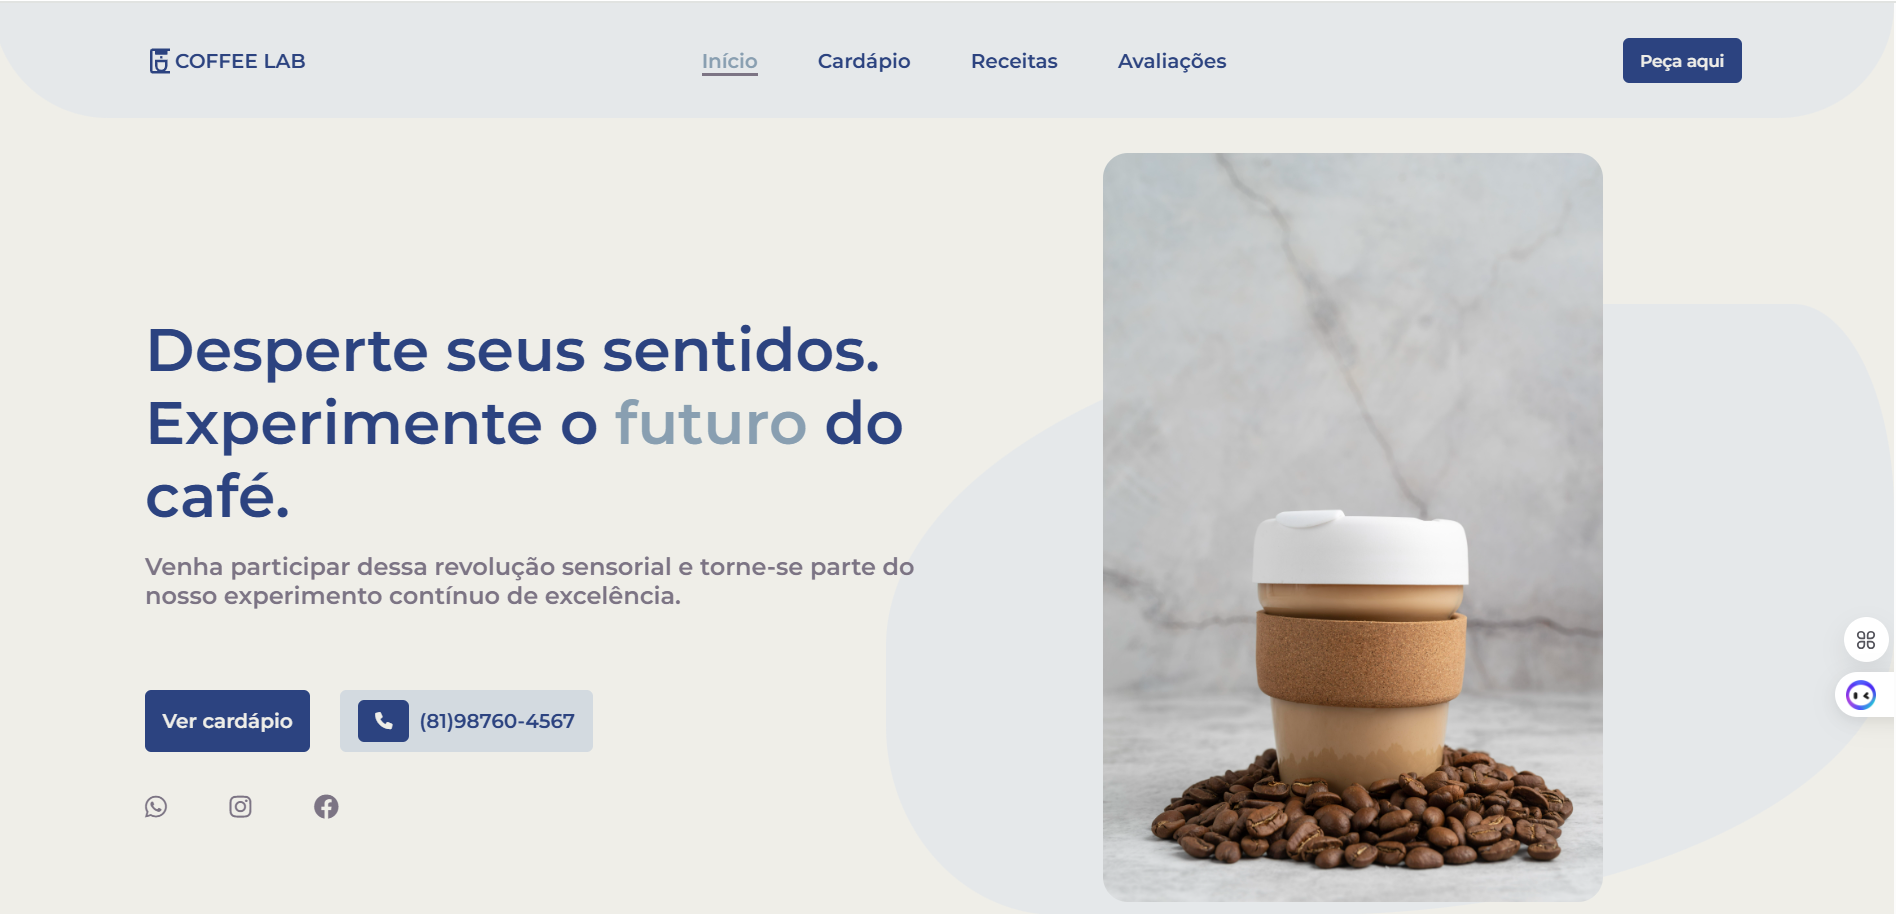 COFFEE LAB
Início
Cardápio
Receitas
Avaliações
Peça aqui
Desperte seus sentidos.
Experimente o futuro do
café.
Venha participar dessa revolução sensorial e torne-se parte do
nosso experimento contínuo de excelência.
Ver cardápio
(81)98760-4567